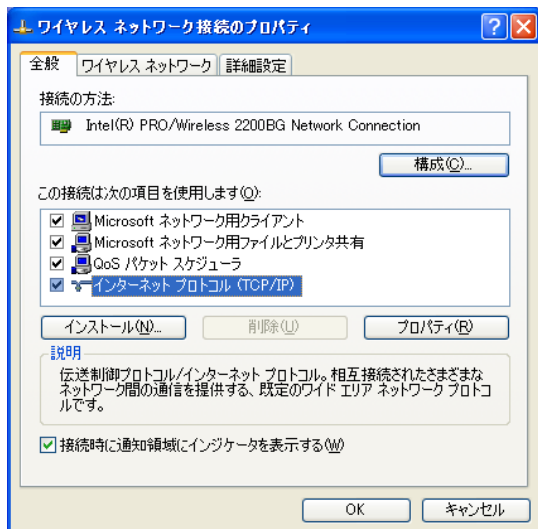 ワイヤレス ネットワーク接続のプロパティ
全般 ワイヤレス ネットワーク 詳細設定
接続の方法:
Intel(R) PRO/Wireless 2200BG Network Connection
構成(C)...
この接続は次の項目を使用します(O):
Microsoft ネットワーク用クライアント
Microsoft ネットワーク用ファイルとプリンタ共有
QoS パケット スケジューラ
インターネット プロトコル (TCP/IP)
インストール(N)... 削除(U) プロパティ(R)
説明
伝送制御プロトコル/インターネット プロトコル。相互接続されたさまざまな
ネットワーク間の通信を提供する、既定のワイド エリア ネットワーク プロトコ
ルです。
接続時に通知領域にインジケータを表示する(W)
OK キャンセル